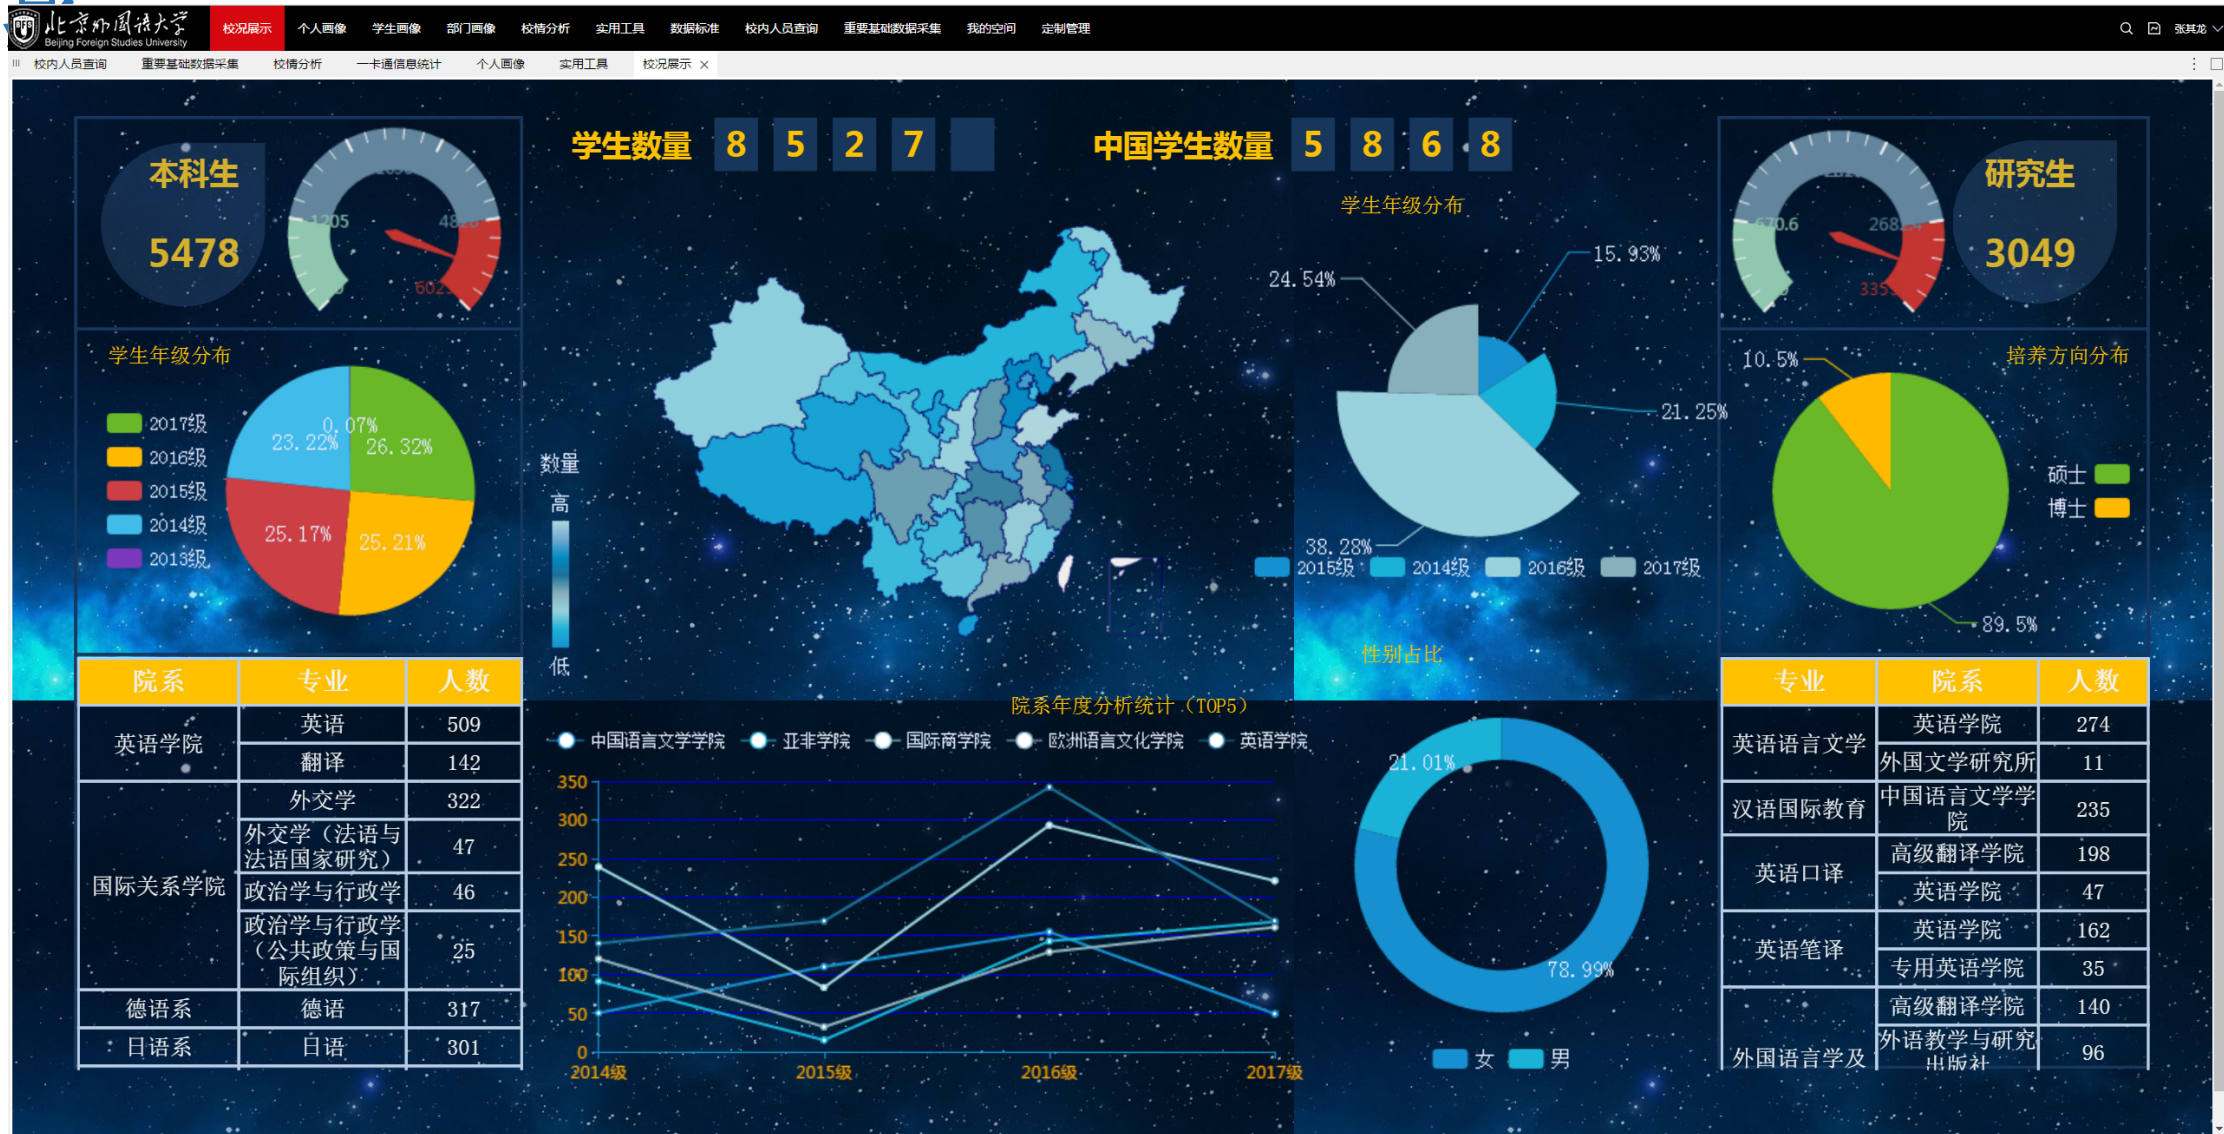 北京外国语大学
Beijing Foreign Studies University
校况展示 个人画像 学生画像 部门画像 校情分析 实用工具 数据标准 校内人员查询 重要基础数据采集 我的空间 定制管理
张其龙
校内人员查询 重要基础数据采集 校情分析 一卡通信息统计 个人画像 实用工具 校况展示
本科生
5478
1205
学生数量 8 5 2 7
中国学生数量 5 8 6 8
研究生
3049
670.6
学生年级分布
2017级
2016级
2015级
2014级
2013级
0.07%
23.22%
26.32%
25.17%
25.21%
数量
高
低
学生年级分布
15.93%
24.54%
21.25%
38.28%
2015级 2014级 2016级 2017级
培养方向分布
10.5%
硕士
博士
89.5%
院系 专业 人数
英语学院
英语 509
翻译 142
国际关系学院
外交学 322
外交学（法语与
法语国家研究） 47
政治学与行政学 46
政治学与行政学
（公共政策与国
际组织） 25
德语系 德语 317
日语系 日语 301
院系年度分析统计（TOP5）
中国语言文学学院 亚非学院 国际商学院 欧洲语言文化学院 英语学院
350
300
250
200
150
100
50
0
2014级 2015级 2016级 2017级
性别占比
21.01%
78.99%
女 男
专业 院系 人数
英语语言文学
英语学院 274
外国文学研究所 11
汉语国际教育
中国语言文学学
院 235
英语口译
高级翻译学院 198
英语学院 47
英语笔译
英语学院 162
专用英语学院 35
外国语言学及
高级翻译学院 140
外语教学与研究
出版社 96